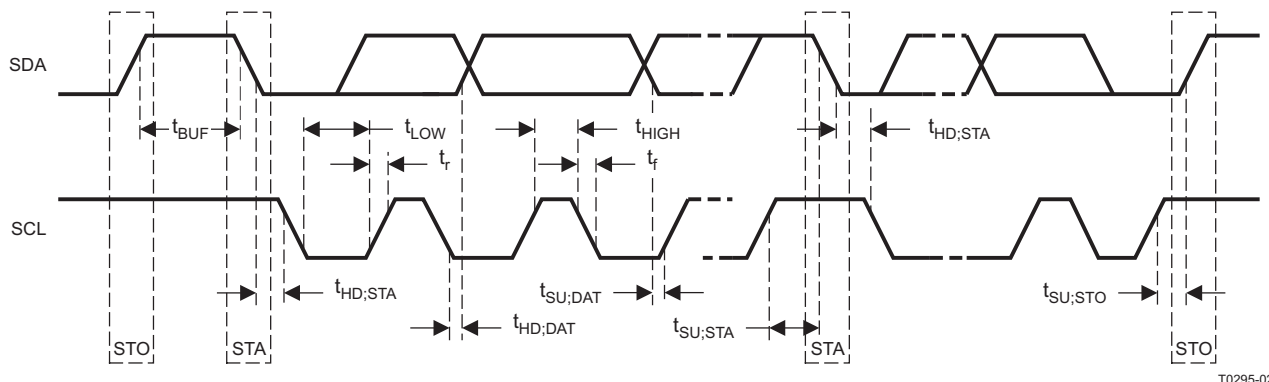 SDA
tBUF
tLOW
tHIGH
tHD;STA
tr
tf
SCL
tHD;STA
tSU;DAT
tSU;STO
tHD;DAT
tSU;STA
STO
STA
STA
STO